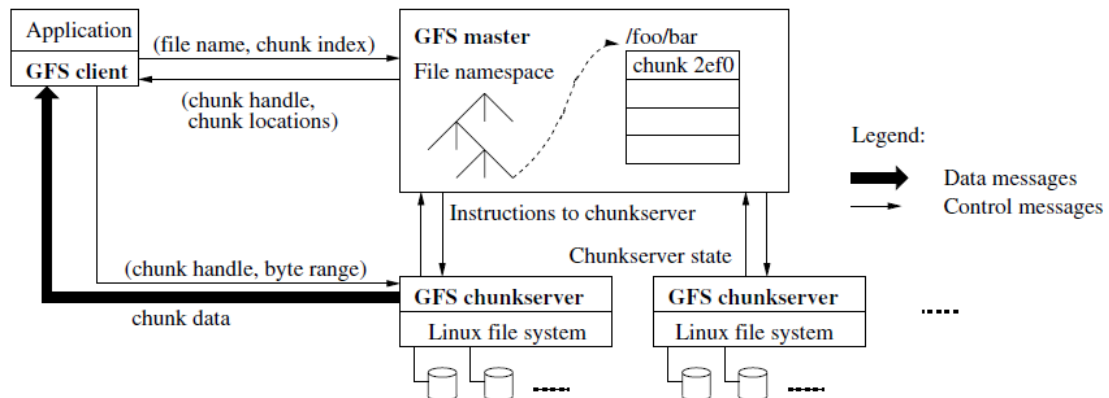 Application
GFS client
(file name, chunk index)
(chunk handle,
chunk locations)
GFS master
File namespace
/foo/bar
chunk 2ef0
Legend:
Data messages
Control messages
Instructions to chunkserver
Chunkserver state
(chunk handle, byte range)
chunk data
GFS chunkserver
Linux file system
GFS chunkserver
Linux file system